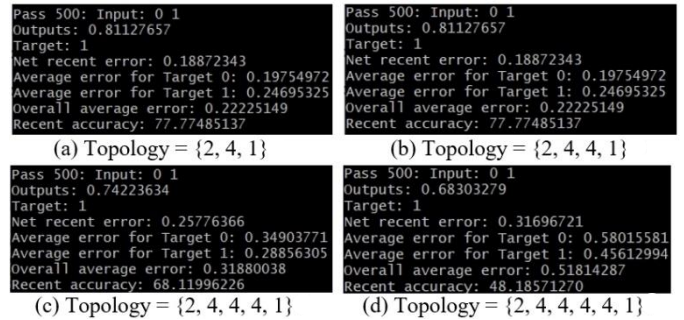 Pass 500: Input: 0 1
Outputs: 0.81127657
Target: 1
Net recent error: 0.18872343
Average error for Target 0: 0.19754972
Average error for Target 1: 0.24695325
Overall average error: 0.22225149
Recent accuracy: 77.77485137
(a) Topology = {2, 4, 1}
Pass 500: Input: 0 1
Outputs: 0.81127657
Target: 1
Net recent error: 0.18872343
Average error for Target 0: 0.19754972
Average error for Target 1: 0.24695325
Overall average error: 0.22225149
Recent accuracy: 77.77485137
(b) Topology = {2, 4, 4, 1}
Pass 500: Input: 0 1
Outputs: 0.74223634
Target: 1
Net recent error: 0.25776366
Average error for Target 0: 0.34903771
Average error for Target 1: 0.28856305
Overall average error: 0.31880038
Recent accuracy: 68.11996226
(c) Topology = {2, 4, 4, 4, 1}
Pass 500: Input: 0 1
Outputs: 0.68303279
Target: 1
Net recent error: 0.31696721
Average error for Target 0: 0.58015581
Average error for Target 1: 0.45612994
Overall average error: 0.51814287
Recent accuracy: 48.18571270
(d) Topology = {2, 4, 4, 4, 4, 1}